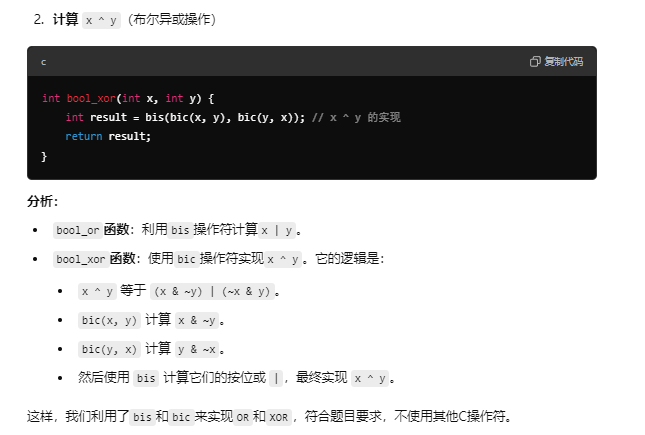 2. 计算 x ^ y（布尔异或操作）
c 复制代码
int bool_xor(int x, int y) {
    int result = bis(bic(x, y), bic(y, x)); // x ^ y 的实现
    return result;
}
分析：
• bool_or 函数：利用 bis 操作符计算 x | y。
• bool_xor 函数：使用 bic 操作符实现 x ^ y。它的逻辑是：
• x ^ y 等于 (x & ~y) | (~x & y)。
• bic(x, y) 计算 x & ~y。
• bic(y, x) 计算 y & ~x。
• 然后使用 bis 计算它们的按位或 |，最终实现 x ^ y。
这样，我们利用了 bis 和 bic 来实现 OR 和 XOR，符合题目要求，不使用其他C操作符。